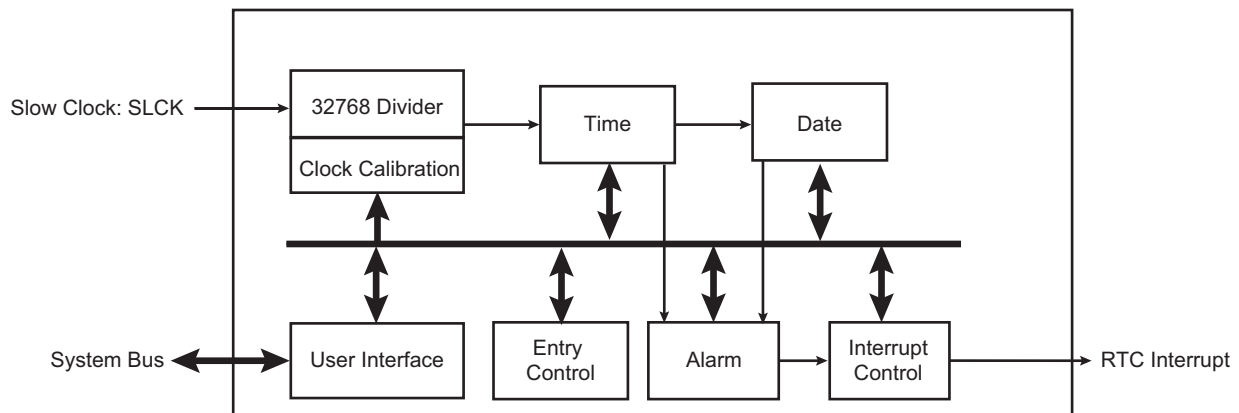 Slow Clock: SLCK
32768 Divider
Time
Date
Clock Calibration
System Bus
User Interface
Entry
Control
Alarm
Interrupt
Control
RTC Interrupt